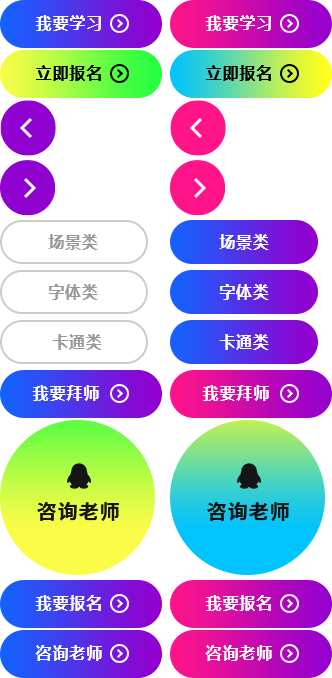 我要学习 我要学习
立即报名 立即报名
场景类 场景类
字体类 字体类
卡通类 卡通类
我要拜师 我要拜师
咨询老师 咨询老师
我要报名 我要报名
咨询老师 咨询老师